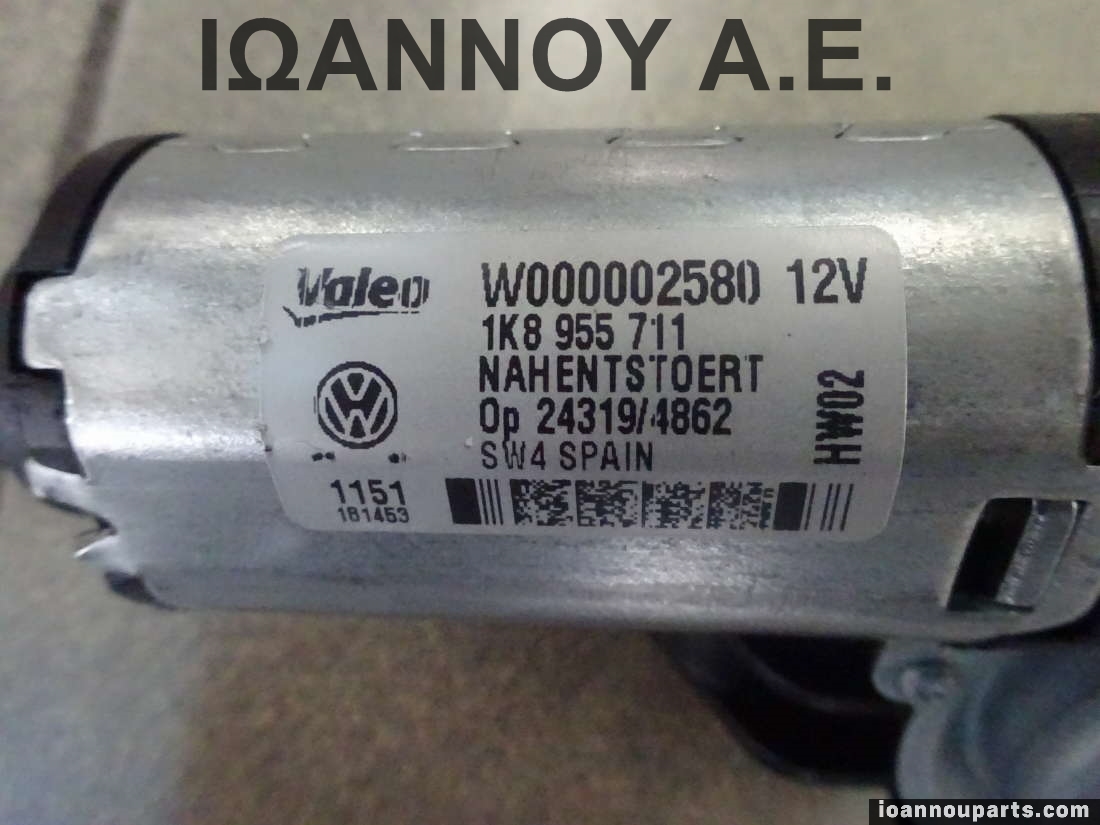 ΙΩΑΝΝΟΥ Α.Ε.
Valeo
W000002580 12V
1K8 955 711
NAHENTSTOERT
Op 24319/4862
SW4 SPAIN
HW02
1151
181453
ioannouparts.com